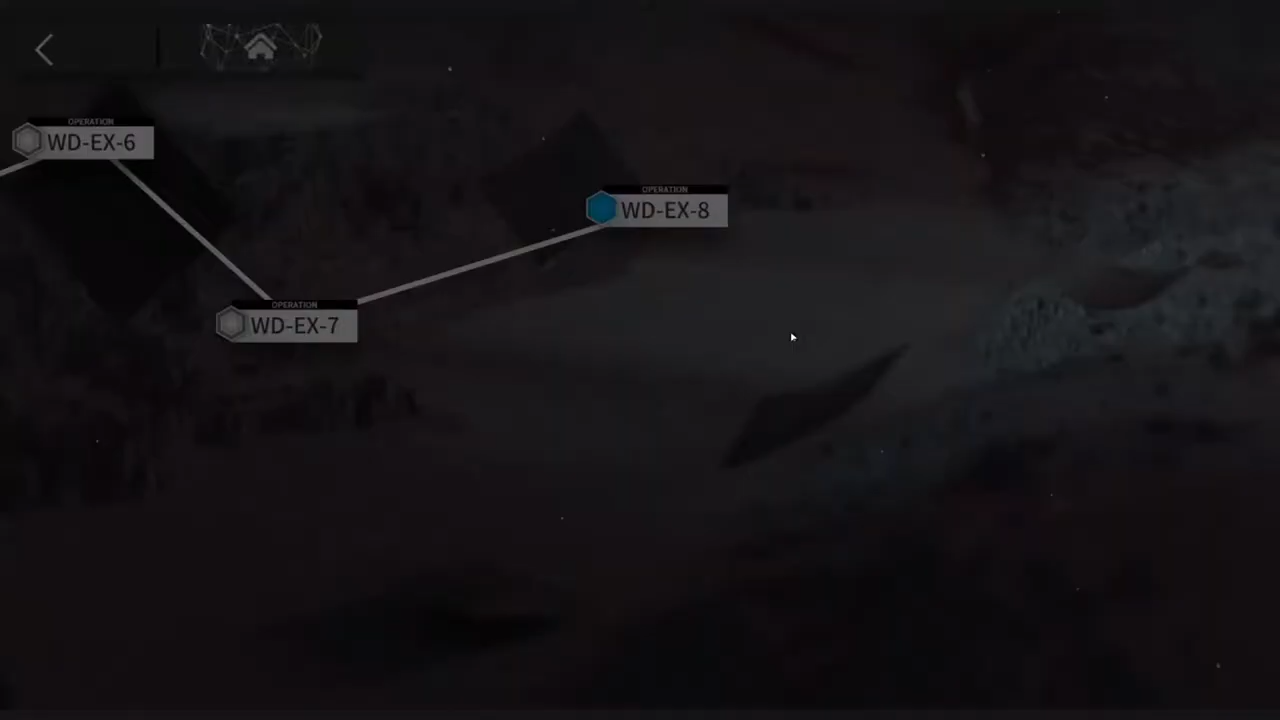 OPERATION
WD-EX-6
OPERATION
WD-EX-8
OPERATION
WD-EX-7